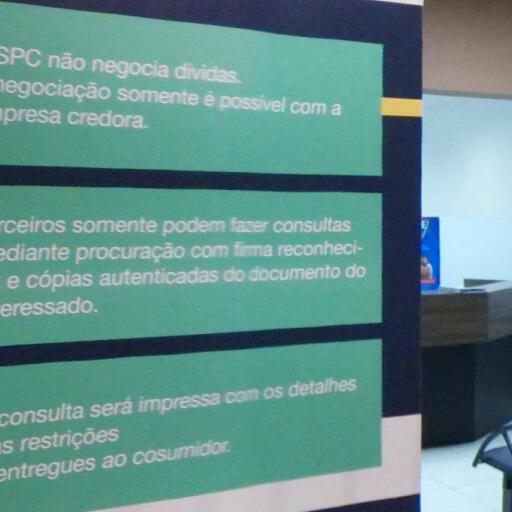 SPC não negocia dívidas.
negociação somente é possível com a
presa credora.
rceiros somente podem fazer consultas
ediante procuração com firma reconheci-
e cópias autenticadas do documento do
eressado.
consulta será impressa com os detalhes
as restrições
entregues ao cosumidor.